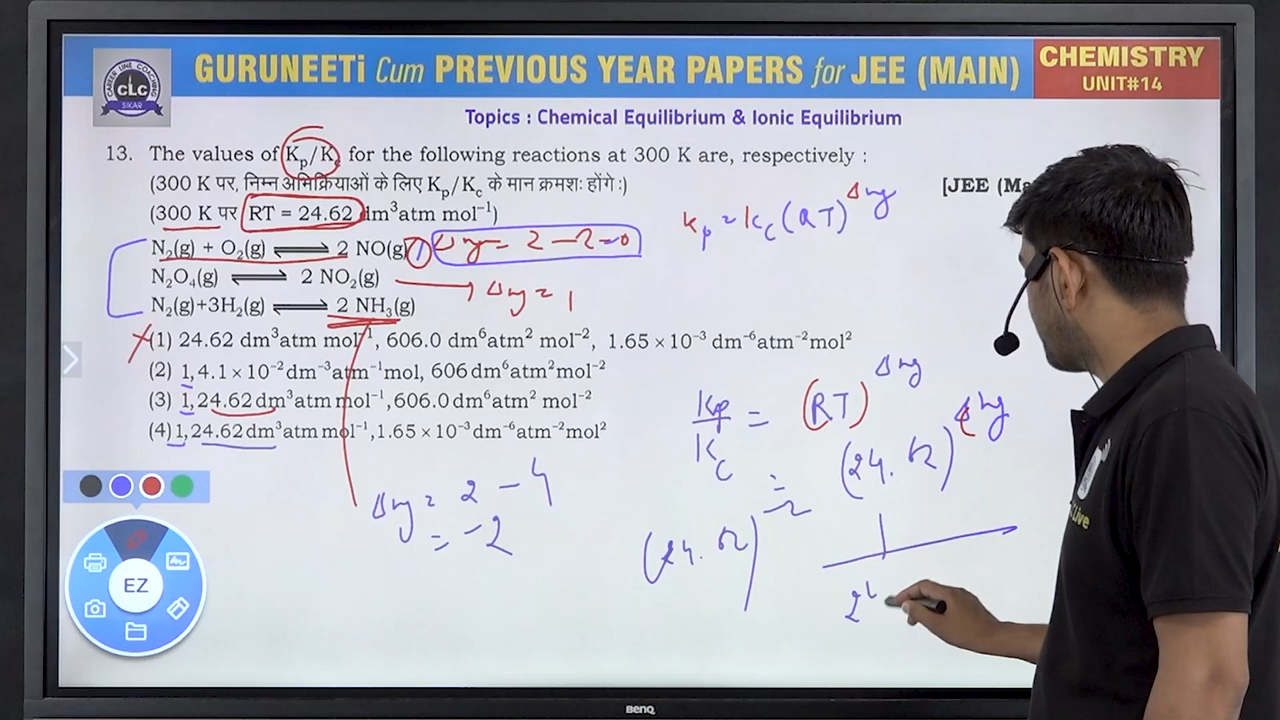 GURUNEETi Cum PREVIOUS YEAR PAPERS for JEE (MAIN)
CHEMISTRY
UNIT#14
CAREER LINE COACHING
CLC
SIKAR
Topics : Chemical Equilibrium & Ionic Equilibrium
13. The values of Kp/K for the following reactions at 300 K are, respectively :
(300 K पर, निम्न अभिक्रियाओं के लिए Kp/Kc के मान क्रमशः होंगे :)
[JEE (Ma
(300 K पर RT = 24.62 dm³atm mol⁻¹)
Kp = Kc (RT)^Δng
N₂(g) + O₂(g) ⇌ 2 NO(g) Δng = 2 - 2 = 0
N₂O₄(g) ⇌ 2 NO₂(g) → Δng = 1
N₂(g)+3H₂(g) ⇌ 2 NH₃(g)
(1) 24.62 dm³atm mol⁻¹, 606.0 dm⁶atm² mol⁻², 1.65 × 10⁻³ dm⁻⁶atm⁻²mol²
(2) 1, 4.1 × 10⁻² dm⁻³atm⁻¹mol, 606 dm⁶atm²mol⁻²
(3) 1, 24.62 dm³atm mol⁻¹, 606.0 dm⁶atm² mol⁻²
(4) 1, 24.62 dm³atm mol⁻¹, 1.65 × 10⁻³ dm⁻⁶atm⁻²mol²
Kp/Kc = (RT)^Δng
= (24.62)^Δng
Δng = 2 - 4
= -2
(24.62)^-2
EZ
Live
BenQ